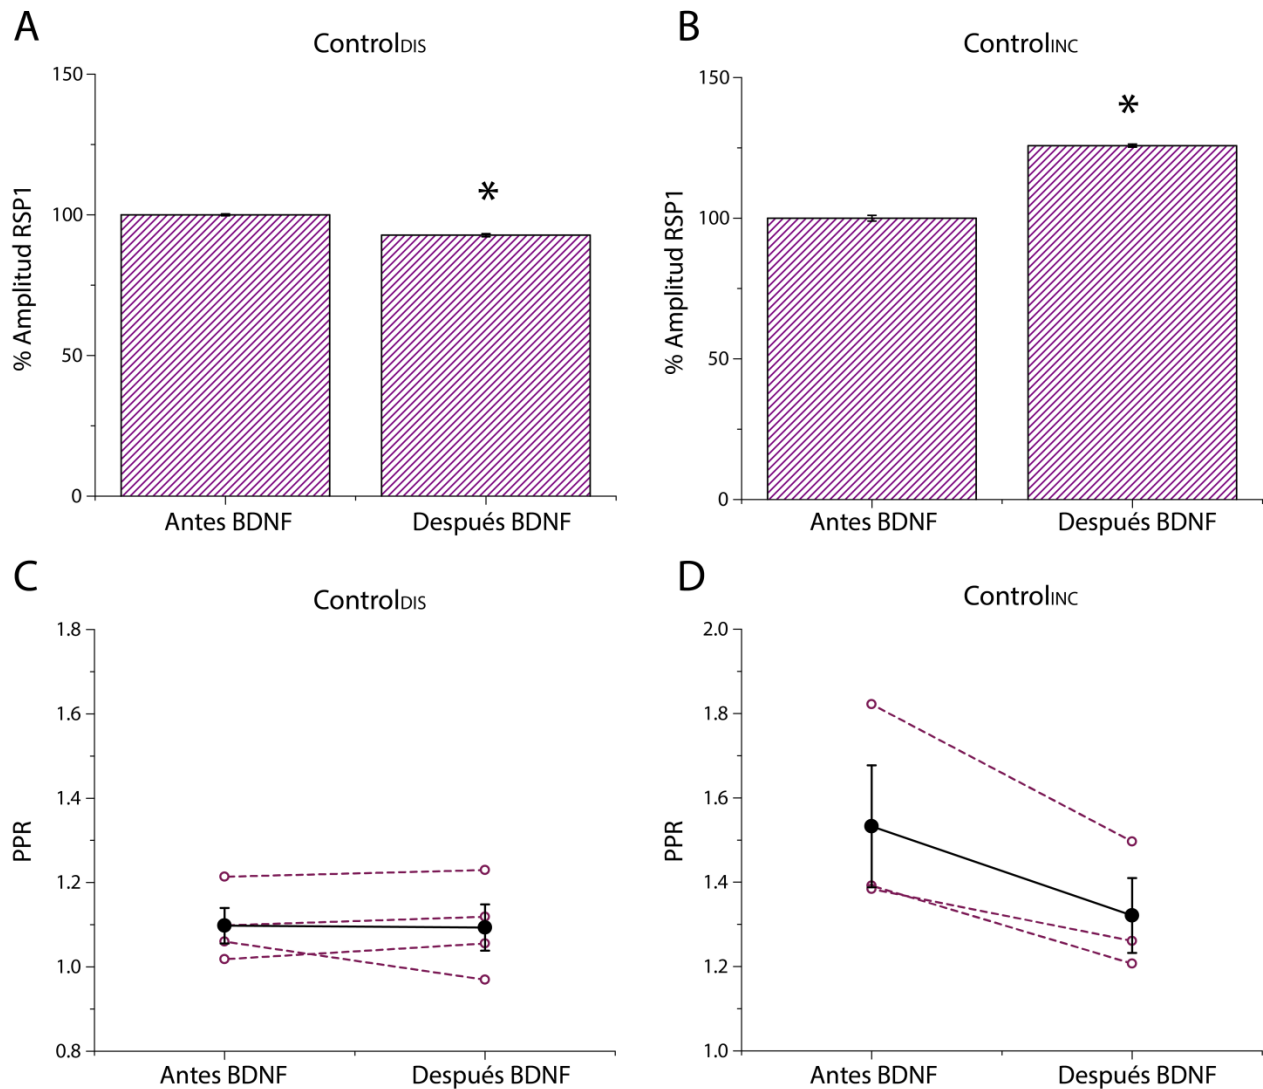 A
ControlDIS
150
100
50
0
% Amplitud RSP1
*
Antes BDNF
Después BDNF
B
ControlINC
150
100
50
0
% Amplitud RSP1
*
Antes BDNF
Después BDNF
C
ControlDIS
1.8
1.6
1.4
1.2
1.0
0.8
PPR
Antes BDNF
Después BDNF
D
ControlINC
2.0
1.8
1.6
1.4
1.2
1.0
PPR
Antes BDNF
Después BDNF